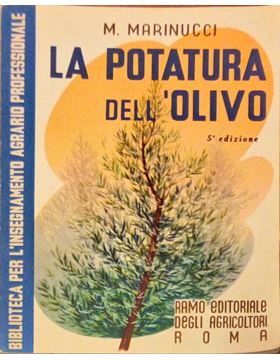 M. MARINUCCI
LA POTATURA
DELL'OLIVO
5ª edizione
RAMO EDITORIALE
DEGLI AGRICOLTORI
ROMA
BIBLIOTECA PER L'INSEGNAMENTO AGRARIO PROFESSIONALE